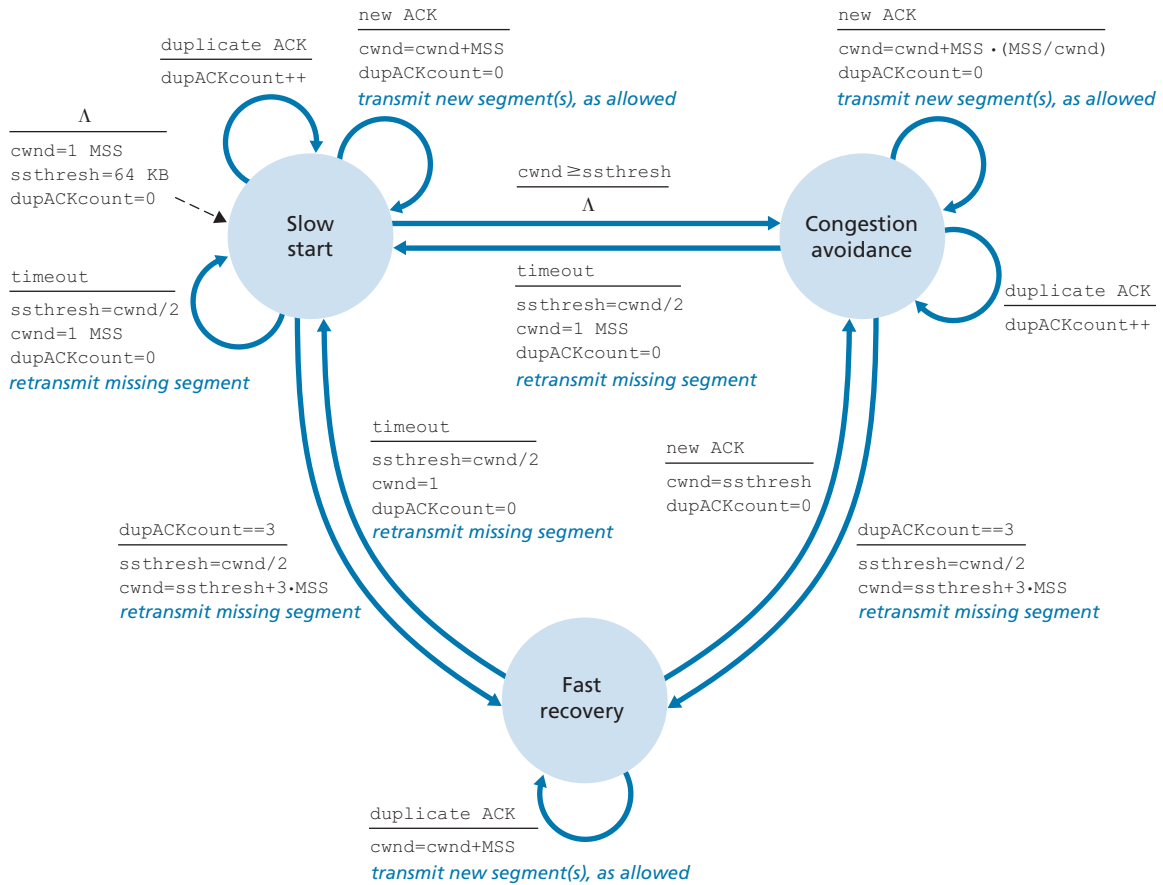 new ACK
cwnd=cwnd+MSS
dupACKcount=0
transmit new segment(s), as allowed
duplicate ACK
dupACKcount++
Λ
cwnd=1 MSS
ssthresh=64 KB
dupACKcount=0
new ACK
cwnd=cwnd+MSS •(MSS/cwnd)
dupACKcount=0
transmit new segment(s), as allowed
cwnd ≥ssthresh
Λ
Slow
start
Congestion
avoidance
timeout
ssthresh=cwnd/2
cwnd=1 MSS
dupACKcount=0
retransmit missing segment
timeout
ssthresh=cwnd/2
cwnd=1 MSS
dupACKcount=0
retransmit missing segment
duplicate ACK
dupACKcount++
timeout
ssthresh=cwnd/2
cwnd=1
dupACKcount=0
retransmit missing segment
new ACK
cwnd=ssthresh
dupACKcount=0
dupACKcount==3
ssthresh=cwnd/2
cwnd=ssthresh+3•MSS
retransmit missing segment
dupACKcount==3
ssthresh=cwnd/2
cwnd=ssthresh+3•MSS
retransmit missing segment
Fast
recovery
duplicate ACK
cwnd=cwnd+MSS
transmit new segment(s), as allowed